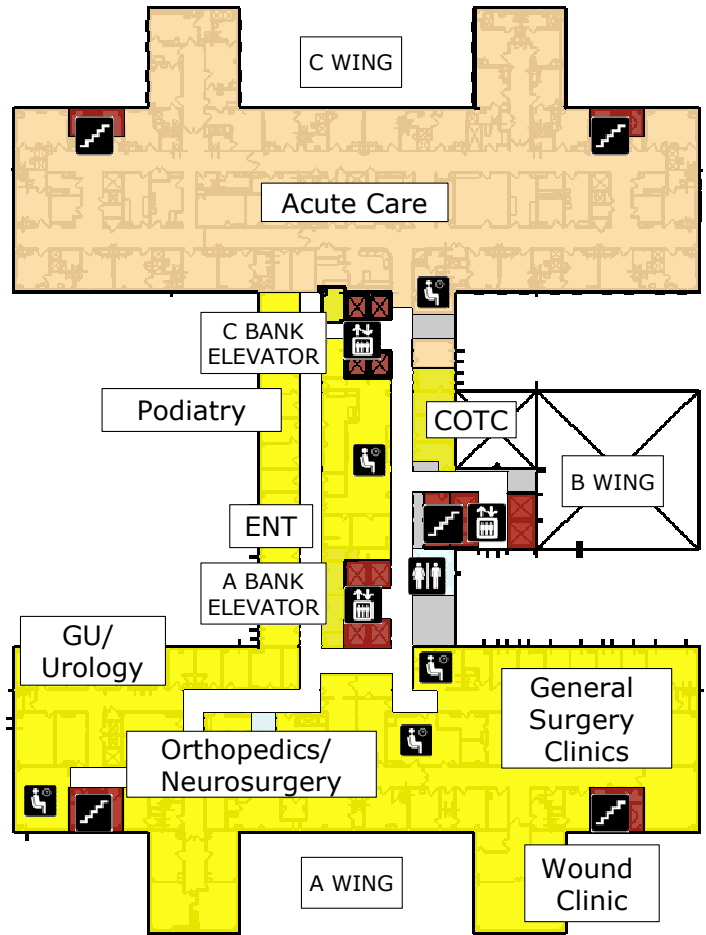 C WING
Acute Care
C BANK
ELEVATOR
Podiatry
COTC
B WING
ENT
A BANK
ELEVATOR
GU/
Urology
General
Surgery
Clinics
Orthopedics/
Neurosurgery
Wound
Clinic
A WING